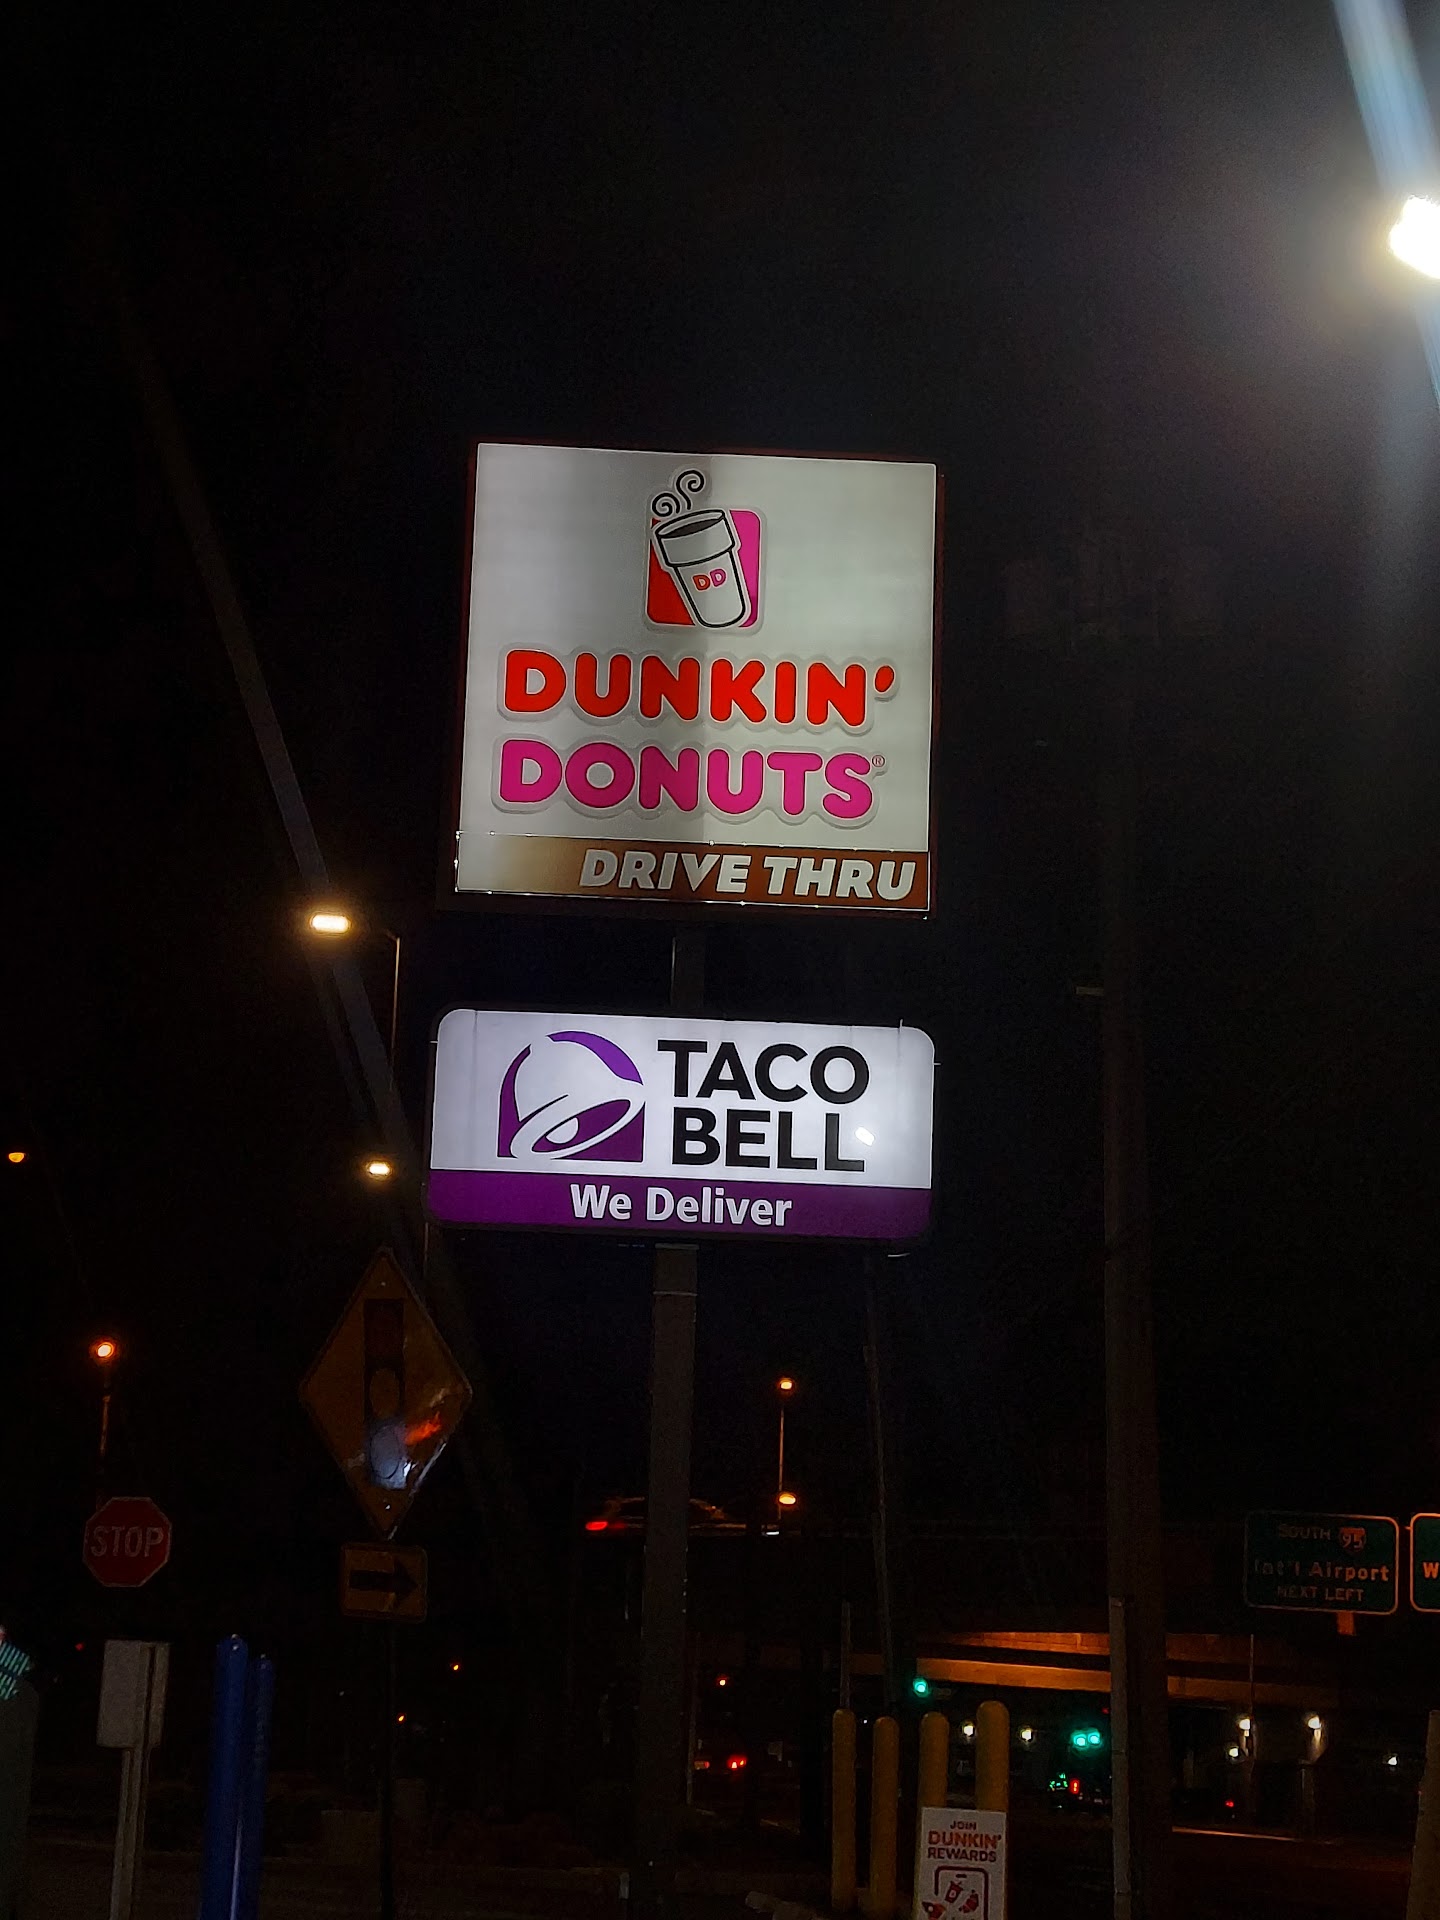 DD
DUNKIN'
DONUTS®
DRIVE THRU
TACO
BELL
We Deliver
STOP
SOUTH 95
Int'l Airport
NEXT LEFT
W
JOIN
DUNKIN'
REWARDS